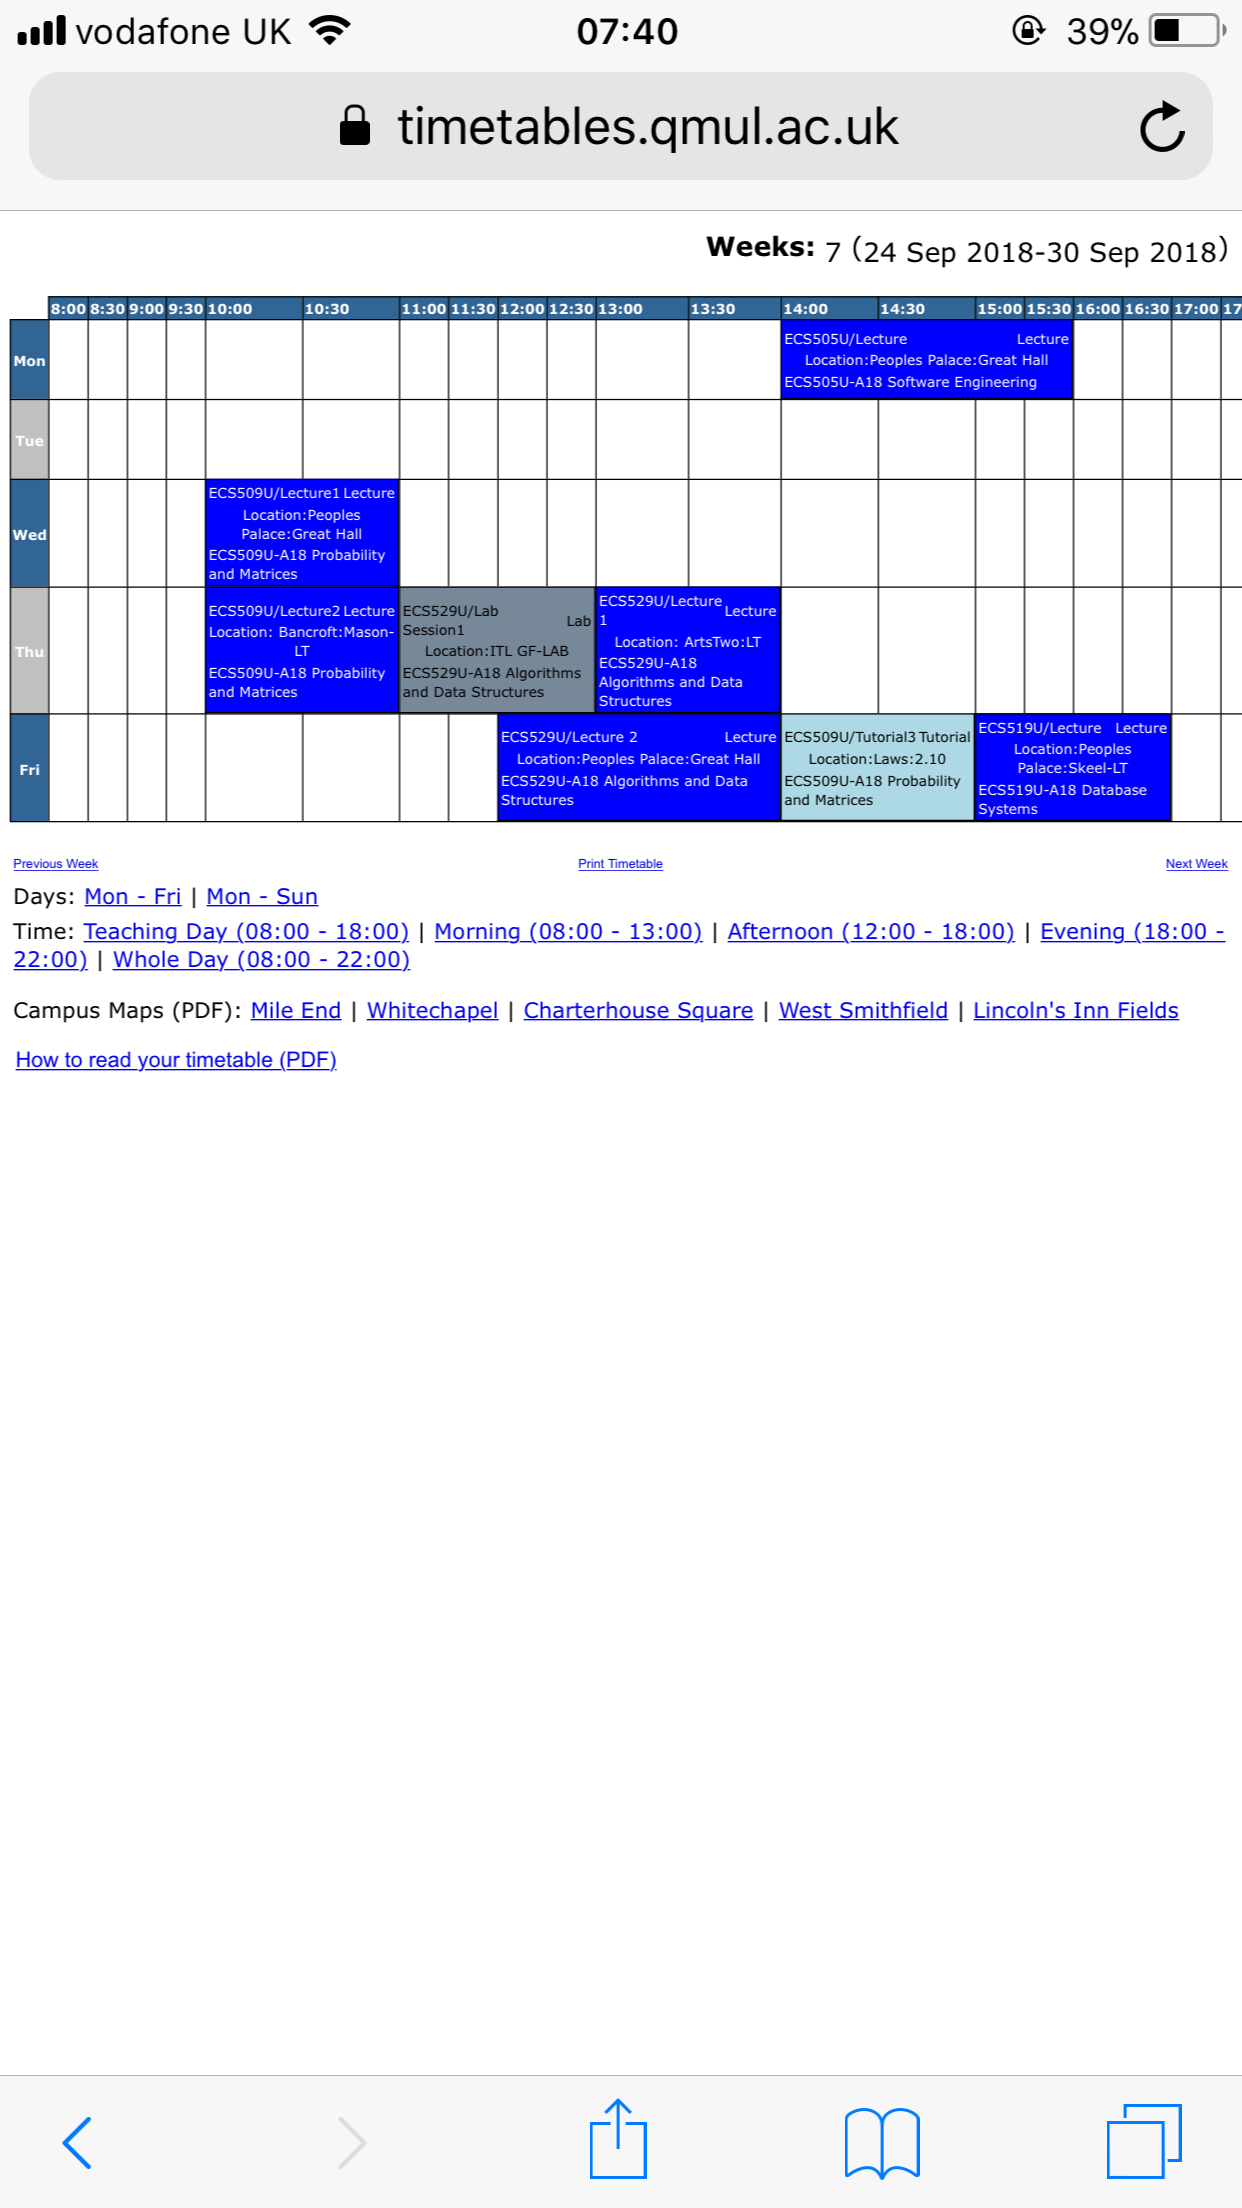 vodafone UK 07:40 39%
timetables.qmul.ac.uk
Weeks: 7 (24 Sep 2018-30 Sep 2018)
8:00 8:30 9:00 9:30 10:00 10:30 11:00 11:30 12:00 12:30 13:00 13:30 14:00 14:30 15:00 15:30 16:00 16:30 17:00 17
Mon
ECS505U/Lecture Lecture
Location:Peoples Palace:Great Hall
ECS505U-A18 Software Engineering
Tue
Wed
ECS509U/Lecture1 Lecture
Location:Peoples
Palace:Great Hall
ECS509U-A18 Probability
and Matrices
Thu
ECS509U/Lecture2 Lecture
Location: Bancroft:Mason-
LT
ECS509U-A18 Probability
and Matrices
ECS529U/Lab
Session1 Lab
Location:ITL GF-LAB
ECS529U-A18 Algorithms
and Data Structures
ECS529U/Lecture
1 Lecture
Location: ArtsTwo:LT
ECS529U-A18
Algorithms and Data
Structures
Fri
ECS529U/Lecture 2 Lecture
Location:Peoples Palace:Great Hall
ECS529U-A18 Algorithms and Data
Structures
ECS509U/Tutorial3 Tutorial
Location:Laws:2.10
ECS509U-A18 Probability
and Matrices
ECS519U/Lecture Lecture
Location:Peoples
Palace:Skeel-LT
ECS519U-A18 Database
Systems
Previous Week Print Timetable Next Week
Days: Mon - Fri | Mon - Sun
Time: Teaching Day (08:00 - 18:00) | Morning (08:00 - 13:00) | Afternoon (12:00 - 18:00) | Evening (18:00 -
22:00) | Whole Day (08:00 - 22:00)
Campus Maps (PDF): Mile End | Whitechapel | Charterhouse Square | West Smithfield | Lincoln's Inn Fields
How to read your timetable (PDF)